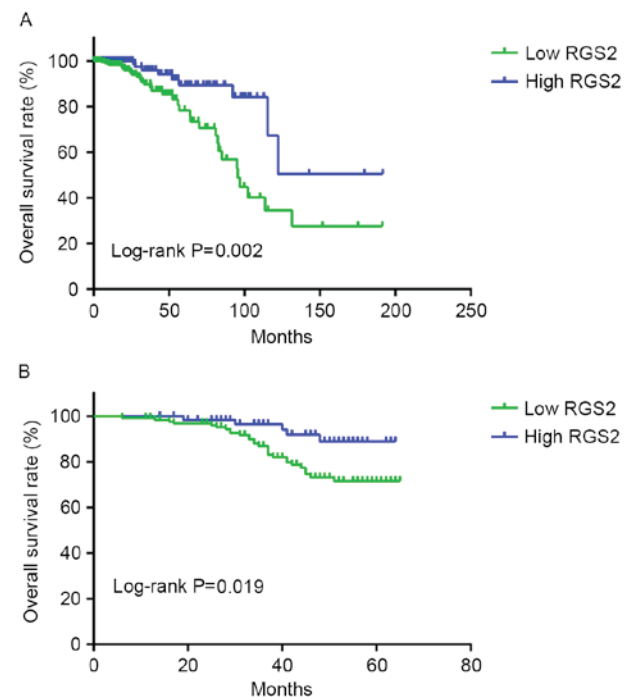 A
Overall survival rate (%)
100
80
60
40
20
0
Low RGS2
High RGS2
Log-rank P=0.002
0 50 100 150 200 250
Months
B
Overall survival rate (%)
100
80
60
40
20
0
Low RGS2
High RGS2
Log-rank P=0.019
0 20 40 60 80
Months